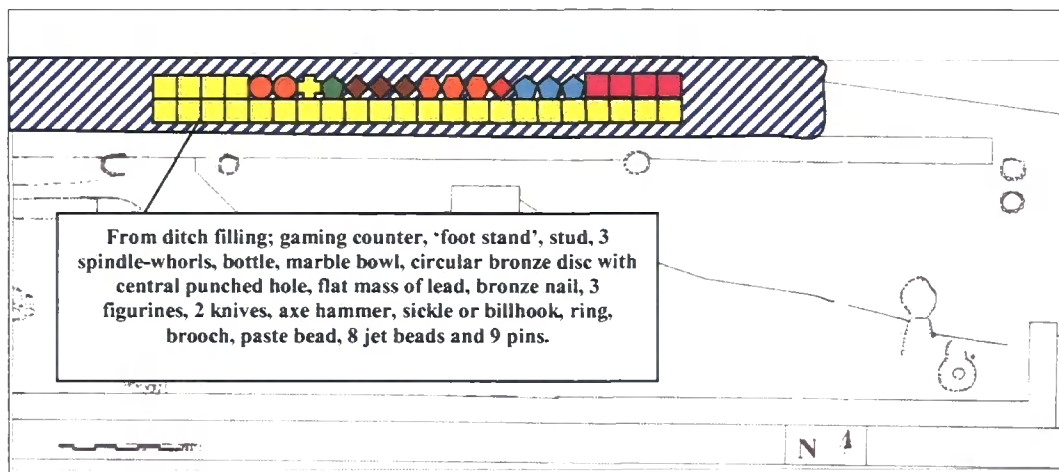 From ditch filling; gaming counter, ‘foot stand’, stud, 3
spindle-whorls, bottle, marble bowl, circular bronze disc with
central punched hole, flat mass of lead, bronze nail, 3
figurines, 2 knives, axe hammer, sickle or billhook, ring,
brooch, paste bead, 8 jet beads and 9 pins.
N